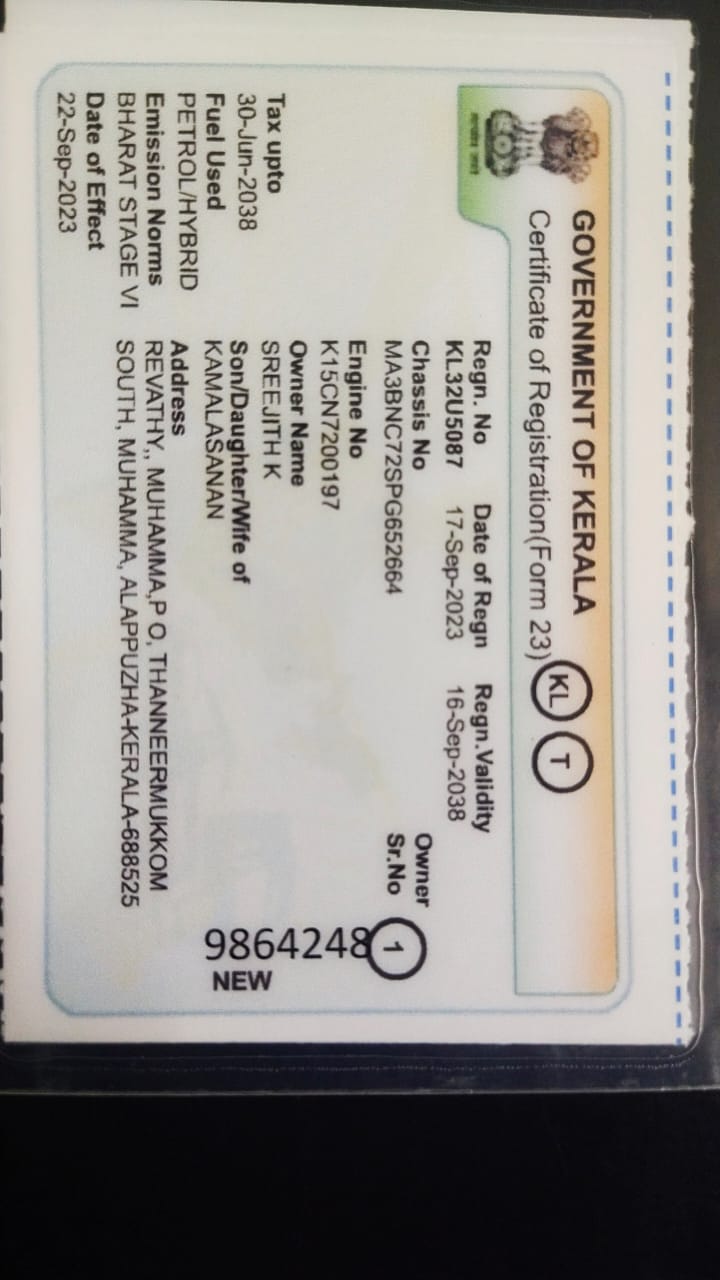 GOVERNMENT OF KERALA
Certificate of Registration(Form 23)
KL
T
Regn. No Date of Regn Regn.Validity
KL32U5087 17-Sep-2023 16-Sep-2038
Chassis No
MA3BNC72SPG652664
Owner
Sr.No
1
Engine No
K15CN7200197
Owner Name
SREEJITH K
Son/Daughter/Wife of
KAMALASANAN
Address
REVATHY,, MUHAMMA,P O, THANNEERMUKKOM
SOUTH, MUHAMMA, ALAPPUZHA-KERALA-688525
Tax upto
30-Jun-2038
Fuel Used
PETROL/HYBRID
Emission Norms
BHARAT STAGE VI
Date of Effect
22-Sep-2023
9864248
NEW